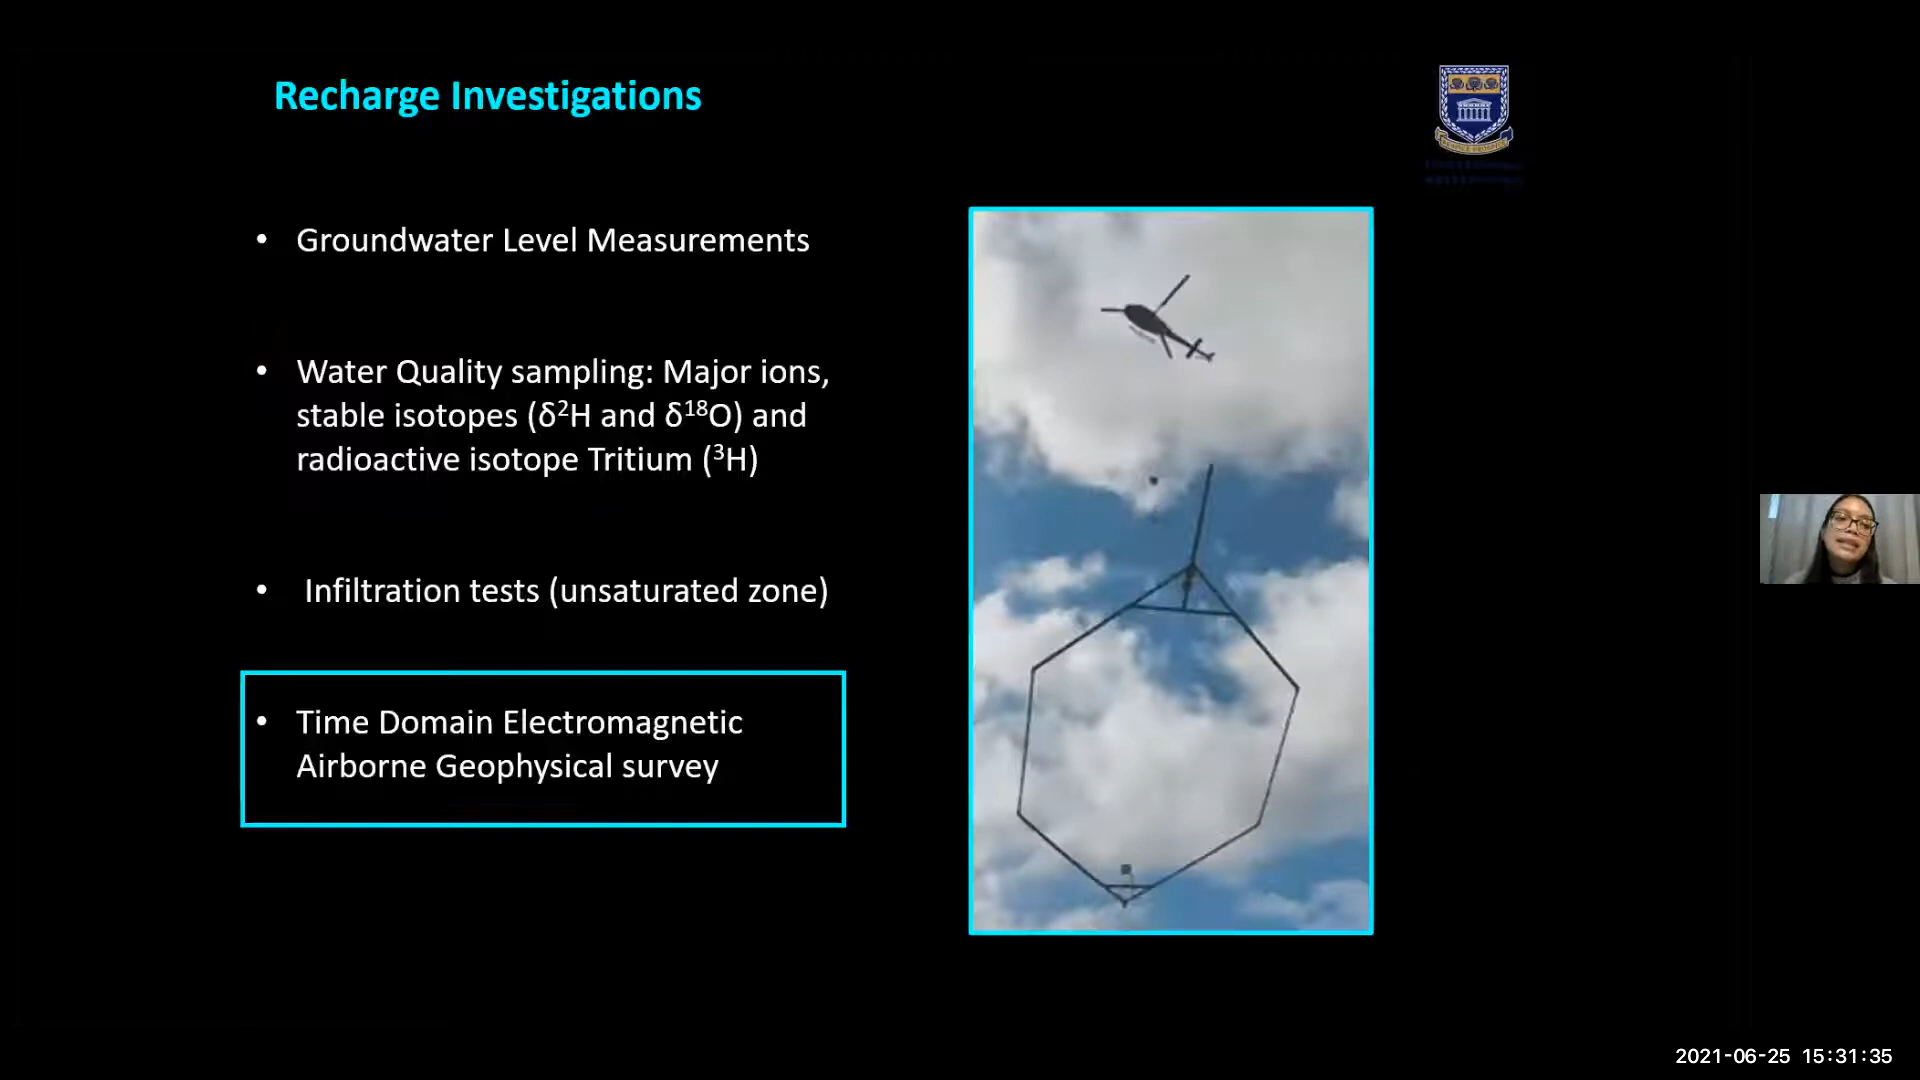 Recharge Investigations
• Groundwater Level Measurements
• Water Quality sampling: Major ions,
stable isotopes (δ²H and δ¹⁸O) and
radioactive isotope Tritium (³H)
• Infiltration tests (unsaturated zone)
• Time Domain Electromagnetic
Airborne Geophysical survey
2021-06-25 15:31:35